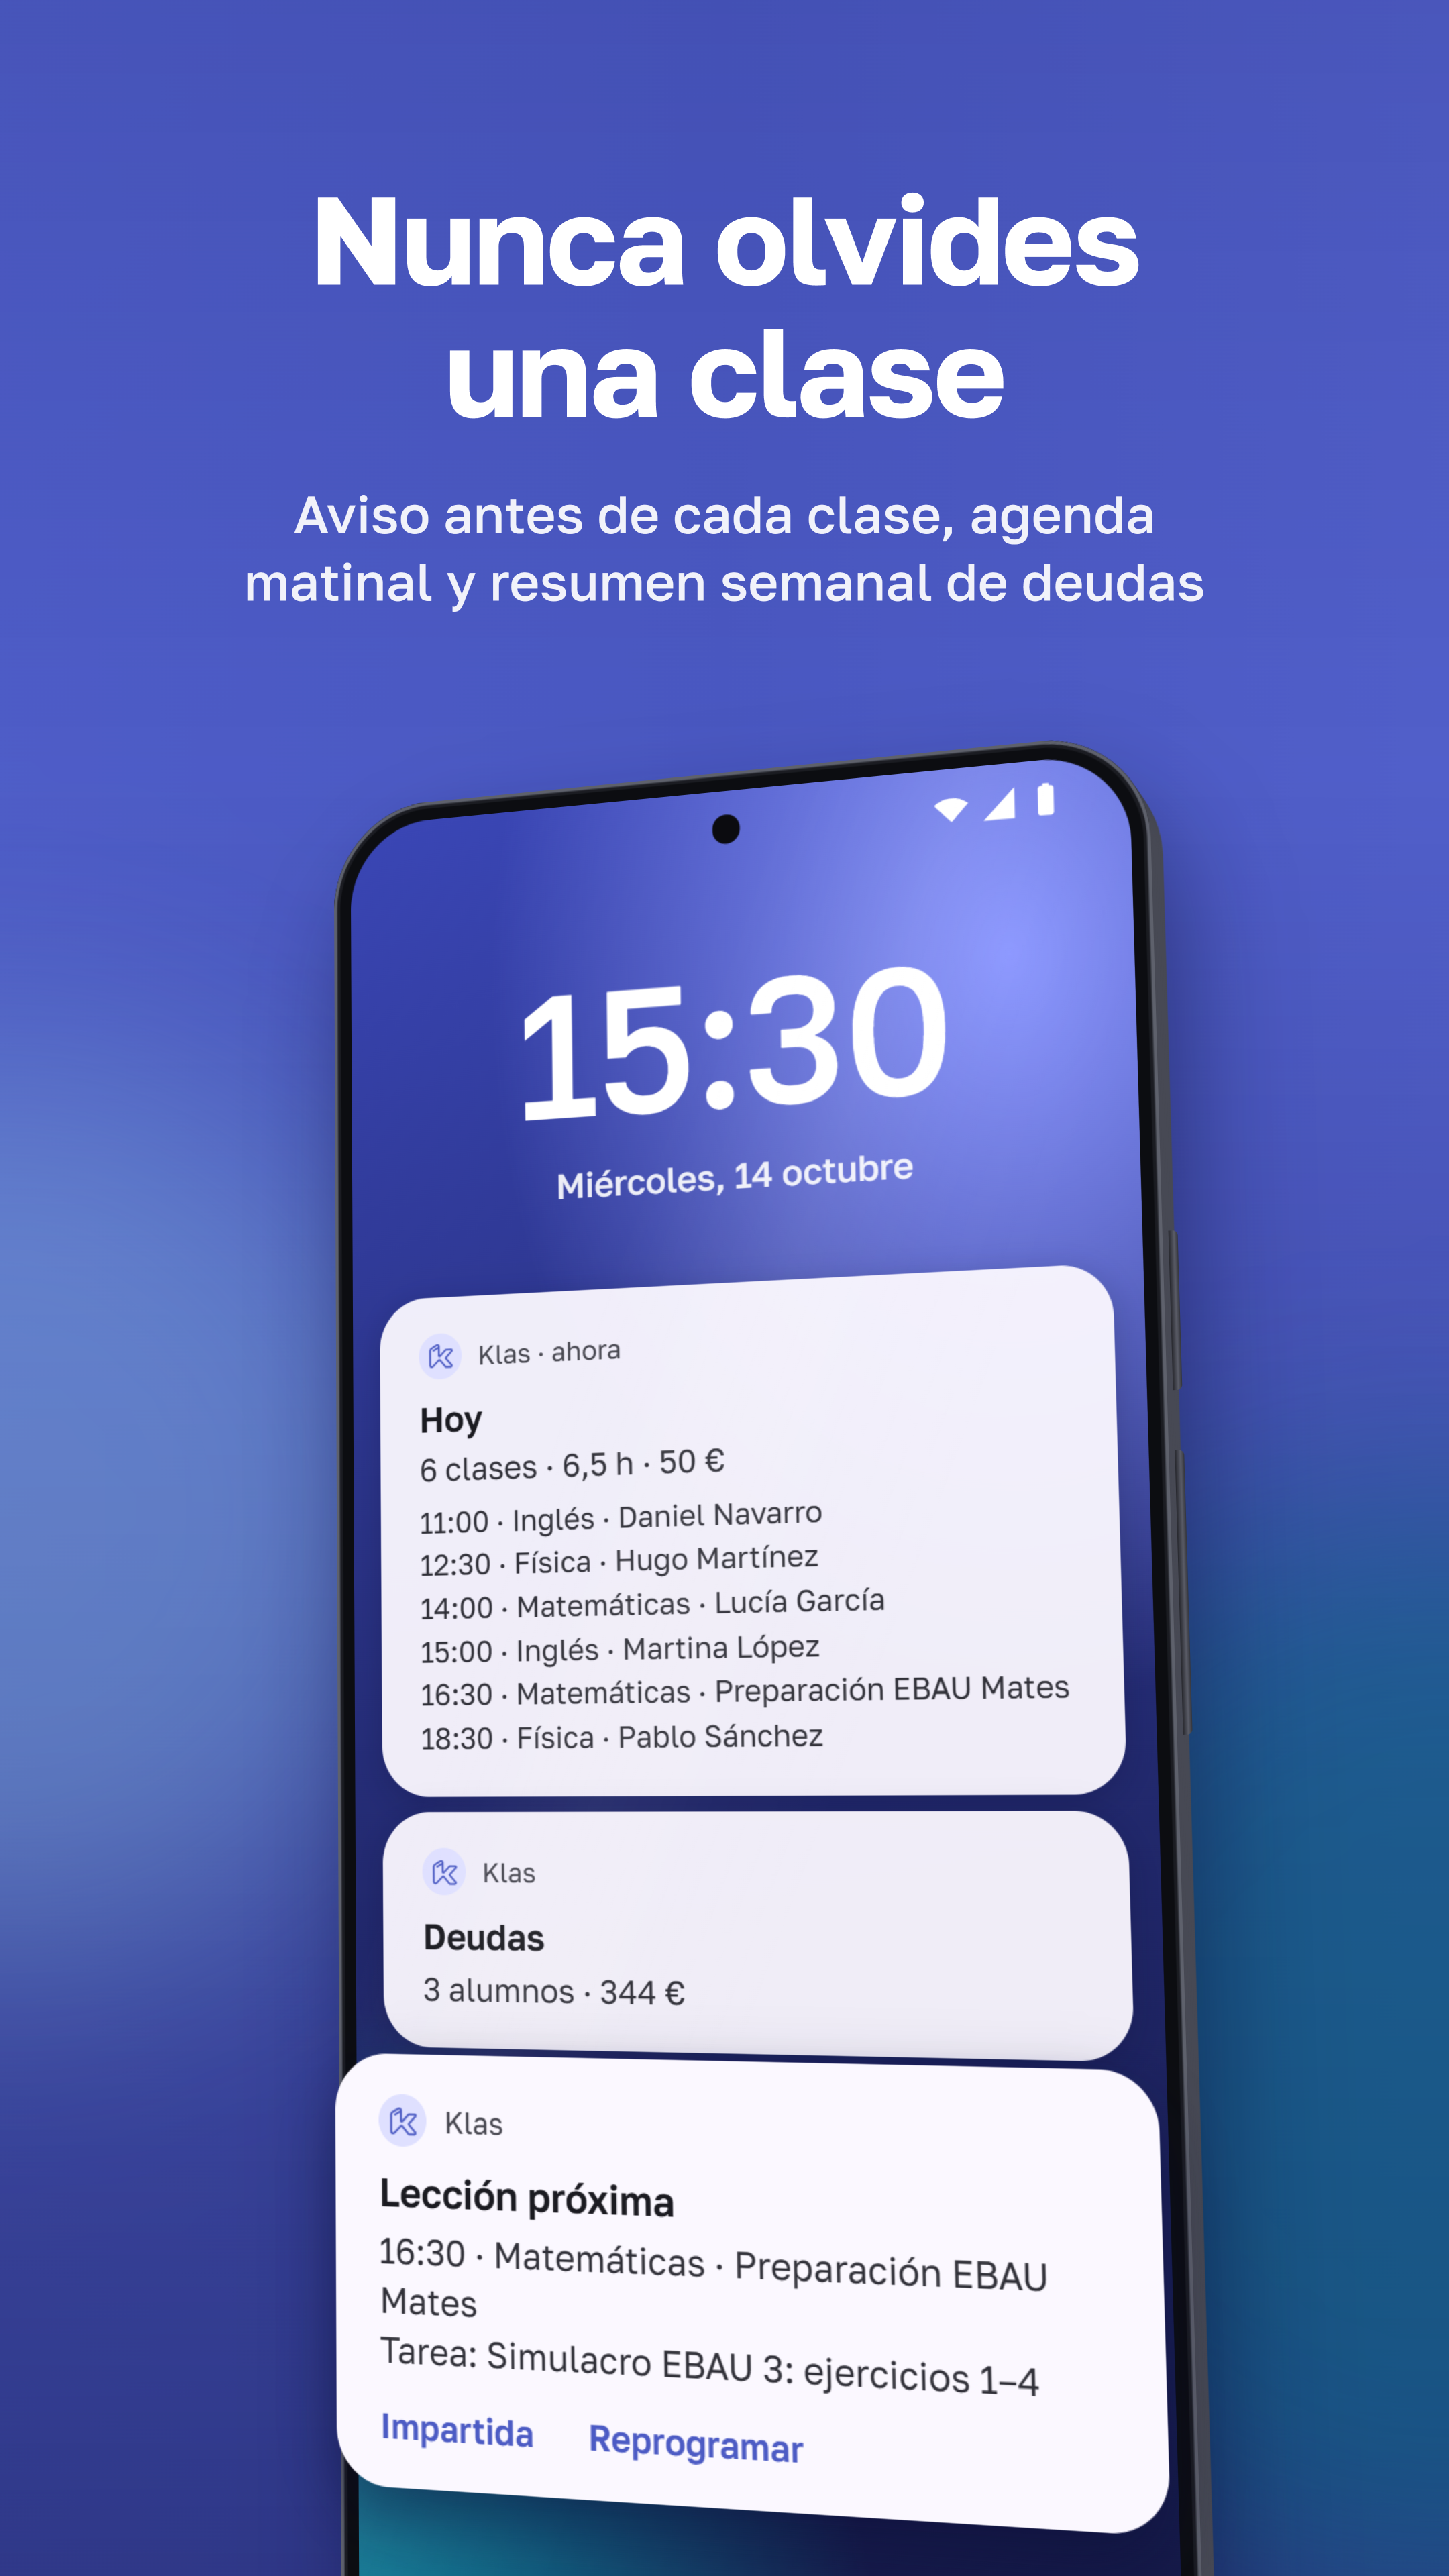 Nunca olvides
una clase
Aviso antes de cada clase, agenda
matinal y resumen semanal de deudas
15:30
Miércoles, 14 octubre
Klas · ahora
Hoy
6 clases · 6,5 h · 50 €
11:00 · Inglés · Daniel Navarro
12:30 · Física · Hugo Martínez
14:00 · Matemáticas · Lucía García
15:00 · Inglés · Martina López
16:30 · Matemáticas · Preparación EBAU Mates
18:30 · Física · Pablo Sánchez
Klas
Deudas
3 alumnos · 344 €
Klas
Lección próxima
16:30 · Matemáticas · Preparación EBAU
Mates
Tarea: Simulacro EBAU 3: ejercicios 1–4
Impartida Reprogramar